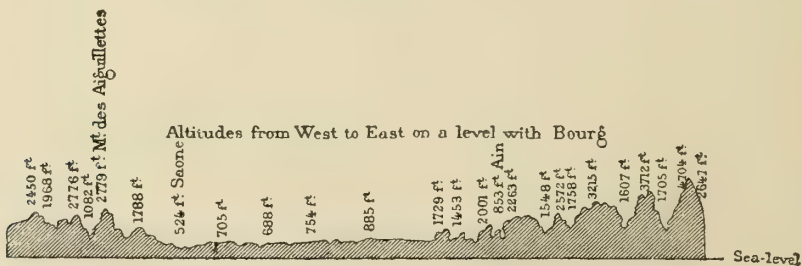 Altitudes from West to East on a level with Bourg
2450 ft
1968 ft
2776 ft
1082 ft
2779 ft Mt des Aiguillettes
1788 ft
524 ft Saone
705 ft
688 ft
754 ft
885 ft
1729 ft
1453 ft
2001 ft
853 ft Ain
2263 ft
1548 ft
2572 ft
1758 ft
3215 ft
1607 ft
3712 ft
1705 ft
4704 ft
2647 ft
Sea-level